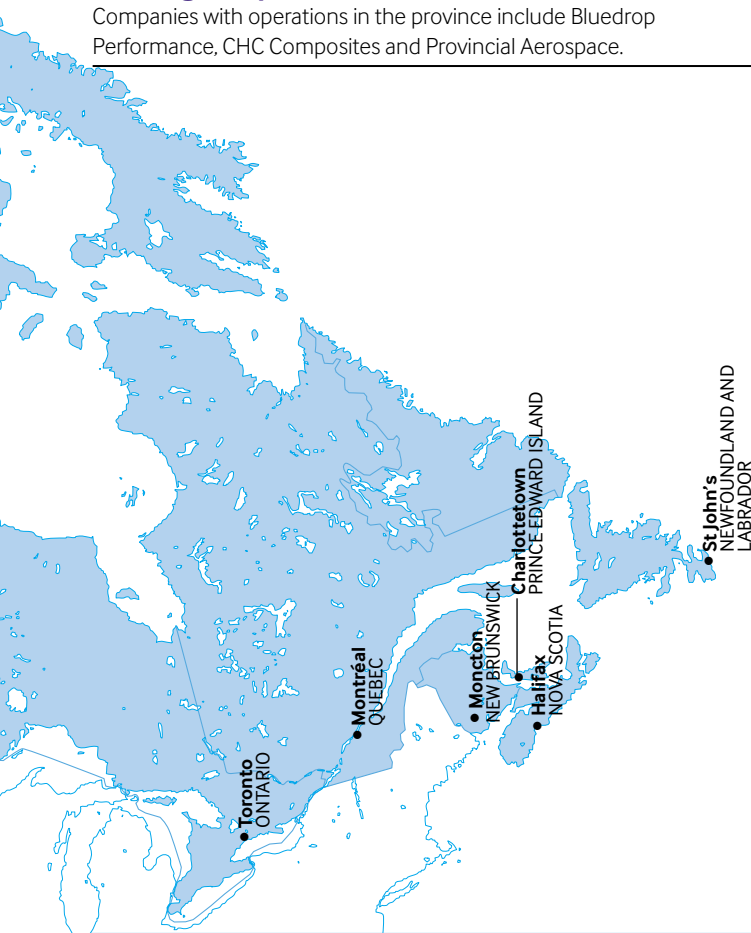 Companies with operations in the province include Bluedrop
Performance, CHC Composites and Provincial Aerospace.
Toronto
ONTARIO
Montréal
QUEBEC
Moncton
NEW BRUNSWICK
Charlottetown
PRINCE EDWARD ISLAND
Halifax
NOVA SCOTIA
St John's
NEWFOUNDLAND AND
LABRADOR